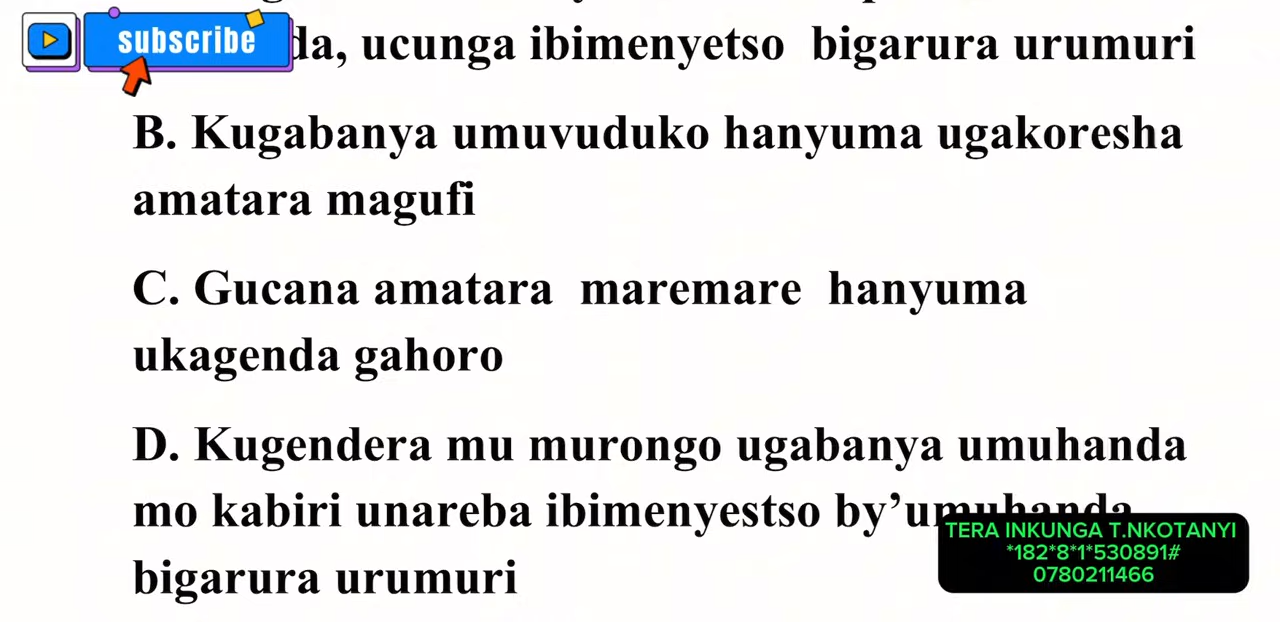 subscribe
ucunga ibimenyetso bigarura urumuri
B. Kugabanya umuvuduko hanyuma ugakoresha
amatara magufi
C. Gucana amatara maremare hanyuma
ukagenda gahoro
D. Kugendera mu murongo ugabanya umuhanda
mo kabiri unareba ibimenyestso by’umuhanda
bigarura urumuri
TERA INKUNGA T.NKOTANYI
*182*8*1*530891#
0780211466